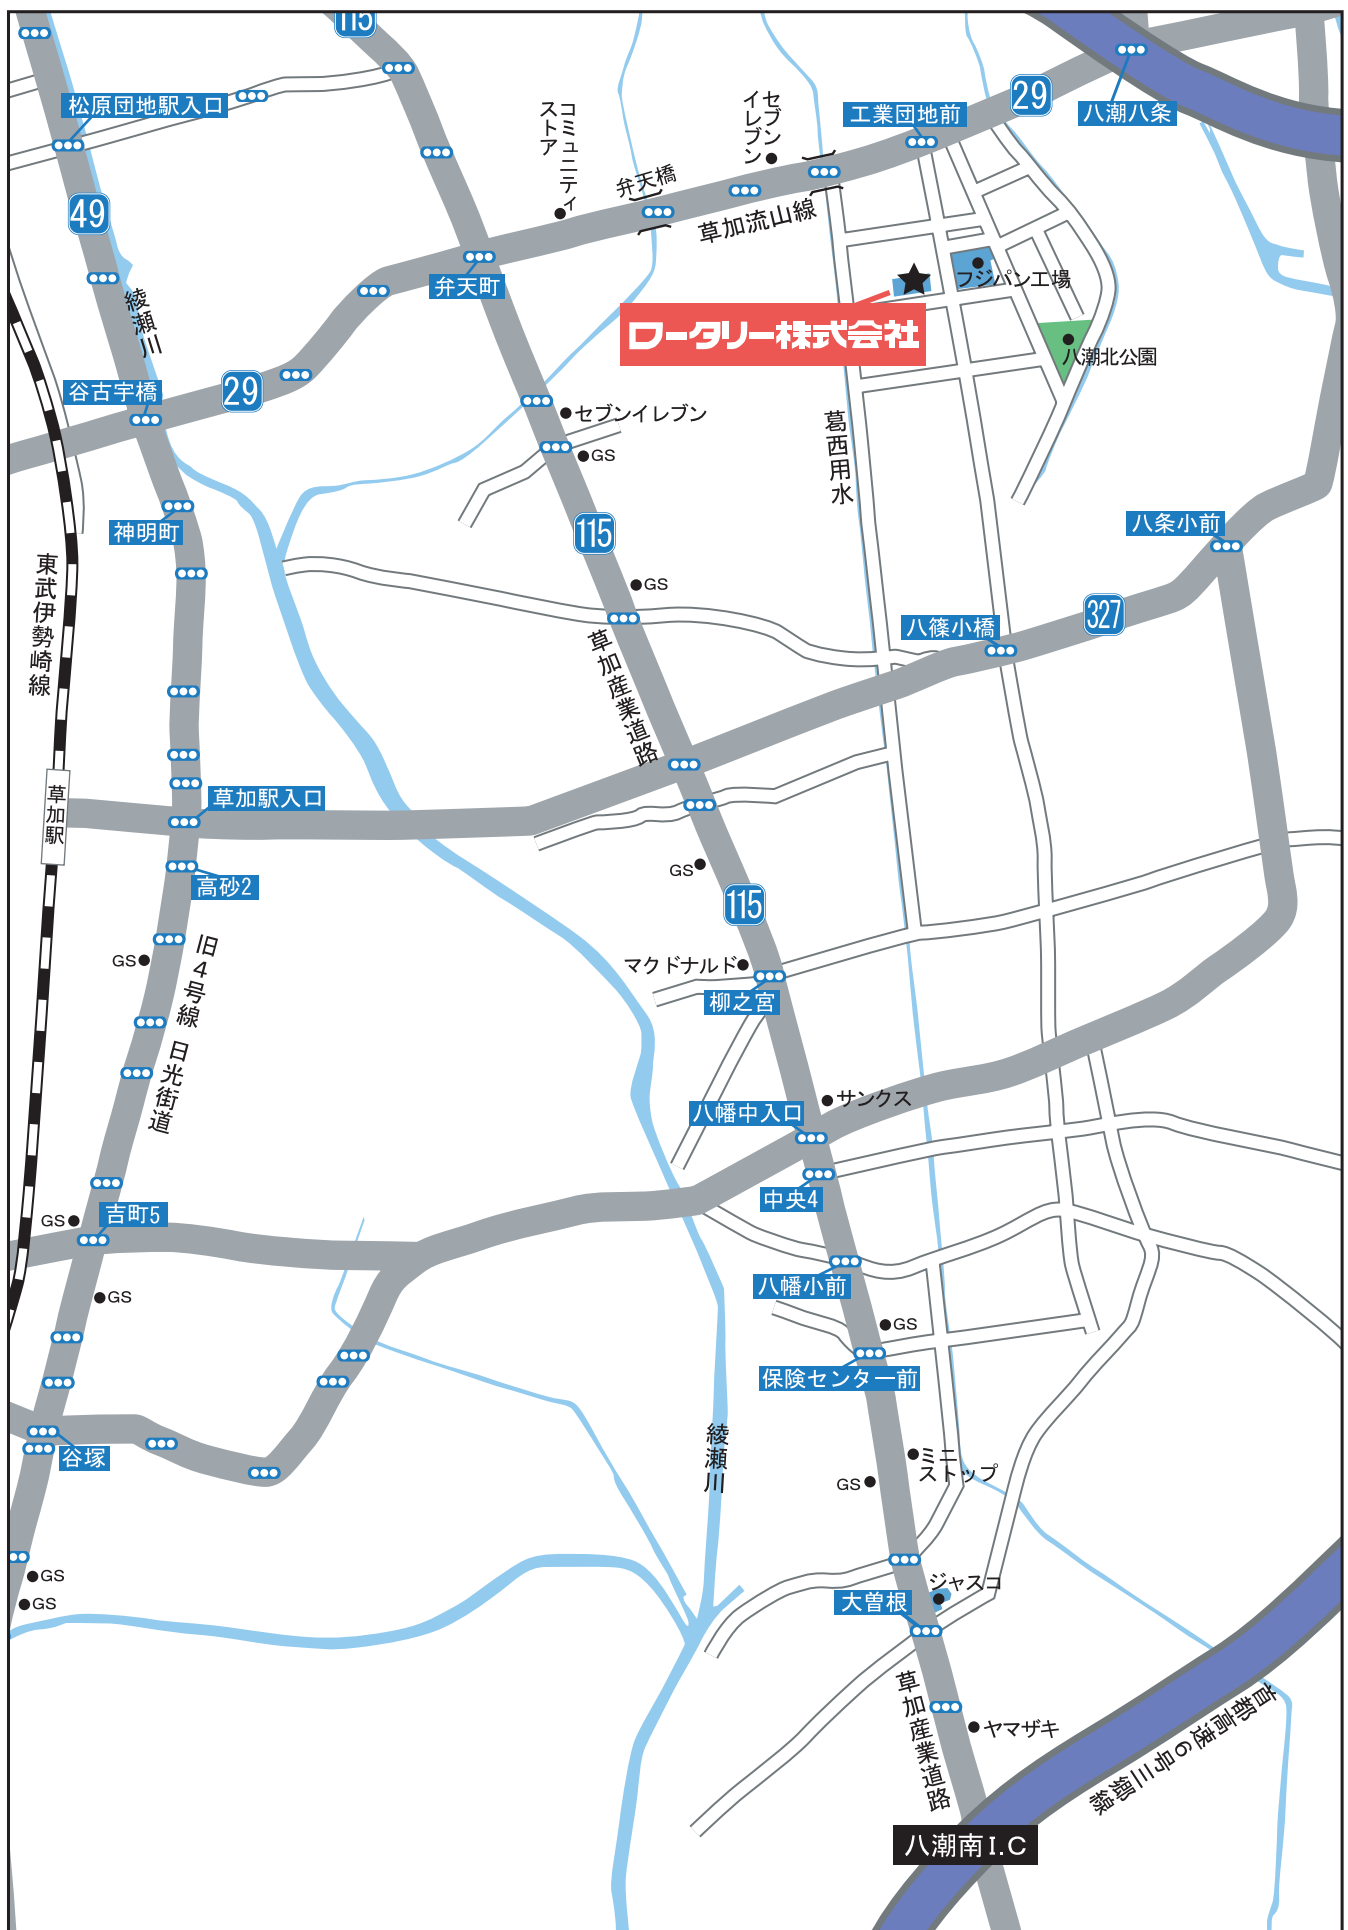 115
松原団地駅入口
49
コミュニティ
ストア
セブン
イレブン
工業団地前
29
八潮八条
弁天橋
草加流山線
弁天町
フジパン工場
綾瀬川
ロータリー株式会社
八潮北公園
谷古宇橋
29
セブンイレブン
GS
葛西用水
神明町
115
八条小前
東武伊勢崎線
GS
327
八篠小橋
草加産業道路
草加駅
草加駅入口
高砂2
GS
115
旧4号線 日光街道
GS
マクドナルド
柳之宮
サンクス
八幡中入口
中央4
吉町5
GS
八幡小前
GS
GS
保険センター前
綾瀬川
谷塚
ミニ
ストップ
GS
GS
GS
ジャスコ
大曽根
草加産業道路
ヤマザキ
首都高速6号三郷線
八潮南I.C